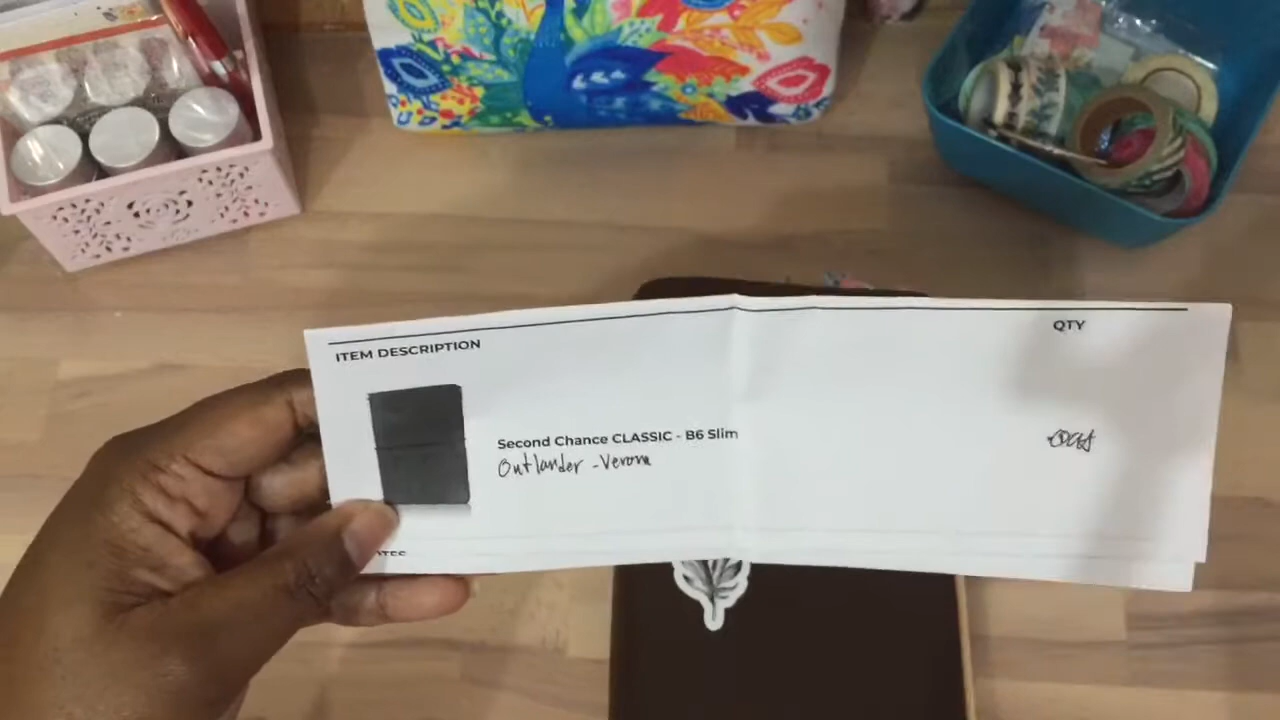 ITEM DESCRIPTION
QTY
Second Chance CLASSIC - B6 Slim
Outlander - Verona